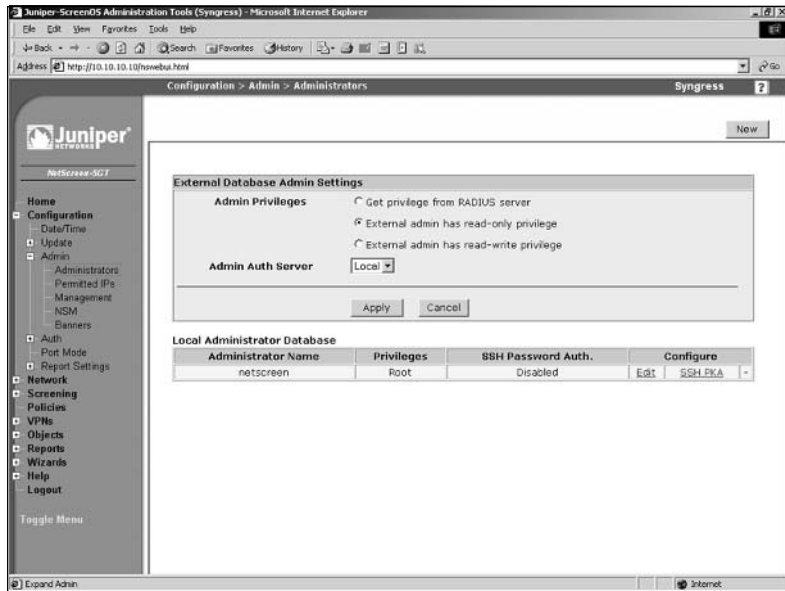 Juniper-ScreenOS Administration Tools (Syngress) - Microsoft Internet Explorer
File Edit View Favorites Tools Help
Back Search Favorites History
Address http://10.10.10.10/nswebui.html Go
Configuration > Admin > Administrators Syngress ?
Juniper
NETWORKS
New
NetScreen-5GT
External Database Admin Settings
Admin Privileges Get privilege from RADIUS server
External admin has read-only privilege
External admin has read-write privilege
Admin Auth Server Local
Apply Cancel
Local Administrator Database
Administrator Name Privileges SSH Password Auth. Configure
netscreen Root Disabled Edit SSH PKA -
Home
Configuration
Date/Time
Update
Admin
Administrators
Permitted IPs
Management
NSM
Banners
Auth
Port Mode
Report Settings
Network
Screening
Policies
VPNs
Objects
Reports
Wizards
Help
Logout
Toggle Menu
Expand Admin Internet